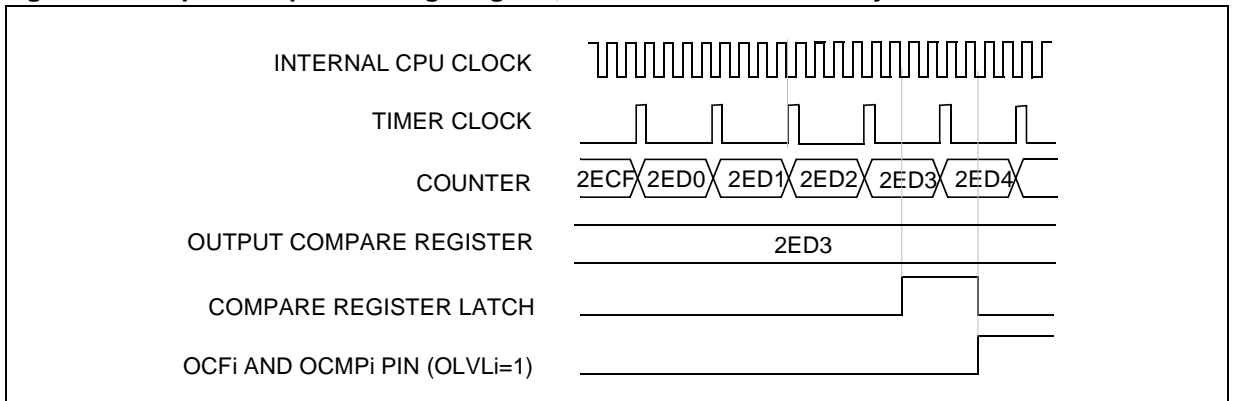 INTERNAL CPU CLOCK
TIMER CLOCK
COUNTER
2ECF 2ED0 2ED1 2ED2 2ED3 2ED4
OUTPUT COMPARE REGISTER
2ED3
COMPARE REGISTER LATCH
OCFi AND OCMPi PIN (OLVLi=1)